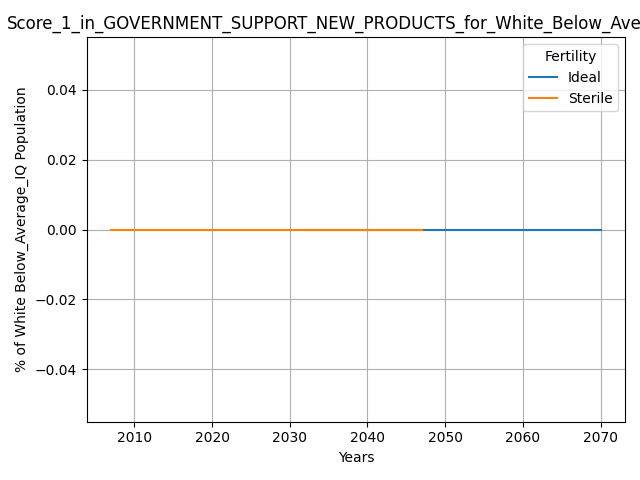 Score_1_in_GOVERNMENT_SUPPORT_NEW_PRODUCTS_for_White_Below_Ave
Fertility
Ideal
Sterile
0.04
0.02
0.00
−0.02
−0.04
% of White Below_Average_IQ Population
2010 2020 2030 2040 2050 2060 2070
Years